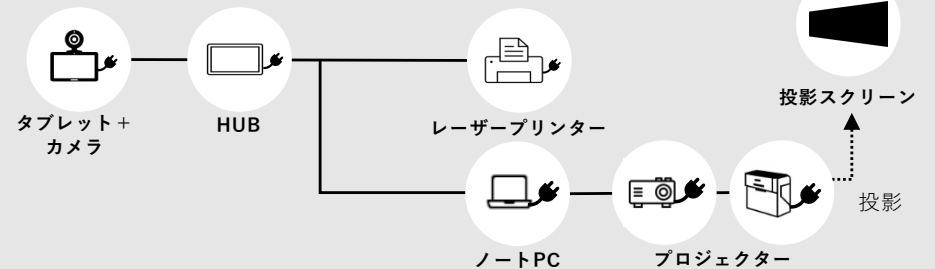 タブレット＋
カメラ
HUB
レーザープリンター
投影スクリーン
投影
ノートPC
プロジェクター